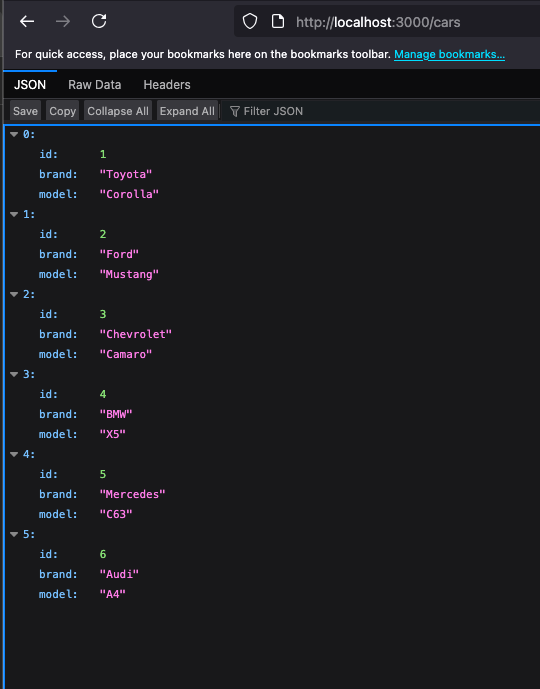 http://localhost:3000/cars
For quick access, place your bookmarks here on the bookmarks toolbar. Manage bookmarks...
JSON Raw Data Headers
Save Copy Collapse All Expand All Filter JSON
0:
id: 1
brand: "Toyota"
model: "Corolla"
1:
id: 2
brand: "Ford"
model: "Mustang"
2:
id: 3
brand: "Chevrolet"
model: "Camaro"
3:
id: 4
brand: "BMW"
model: "X5"
4:
id: 5
brand: "Mercedes"
model: "C63"
5:
id: 6
brand: "Audi"
model: "A4"